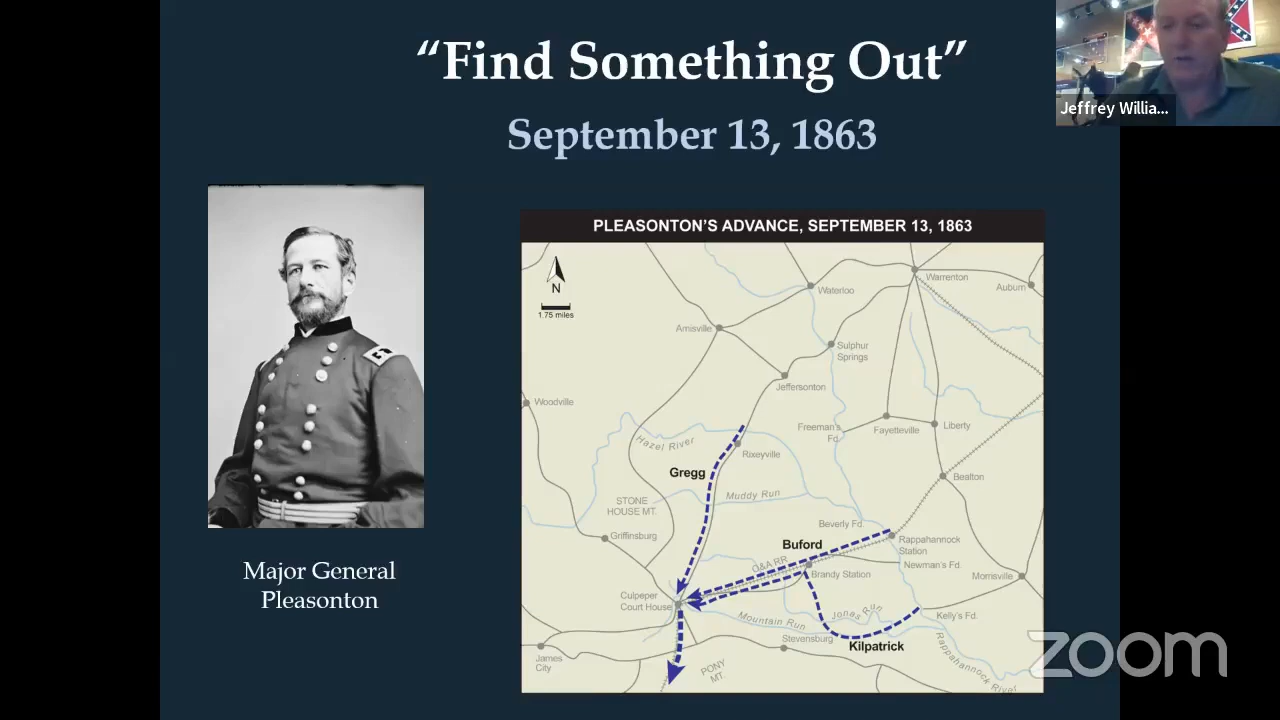 “Find Something Out”
September 13, 1863
Jeffrey Willia...
Major General
Pleasonton
PLEASONTON’S ADVANCE, SEPTEMBER 13, 1863
N
1.75 miles
Waterloo
Warrenton
Auburn
Amisville
Sulphur
Springs
Jeffersonton
Woodville
Freeman's
Fd.
Fayetteville
Liberty
Hazel River
Rixeyville
Gregg
Bealton
Muddy Run
STONE
HOUSE MT.
Beverly Fd.
Griffinsburg
Buford
Rappahannock
Station
O&A RR
Newman's Fd.
Brandy Station
Morrisville
Culpeper
Court House
Jonas Run
Kelly's Fd.
Mountain Run
Stevensburg
Kilpatrick
James
City
PONY
MT.
Rappahannock River
zoom